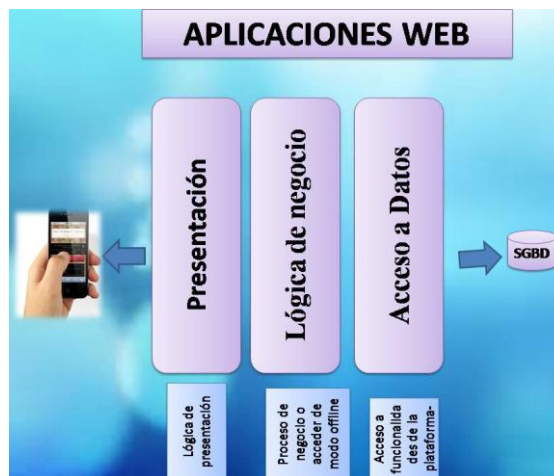 APLICACIONES WEB
Presentación
Lógica de negocio
Acceso a Datos
SGBD
Lógica de
presentación
Proceso de
negocio o
acceder de
modo offline
Acceso a
funcionalida
des de la
plataforma-